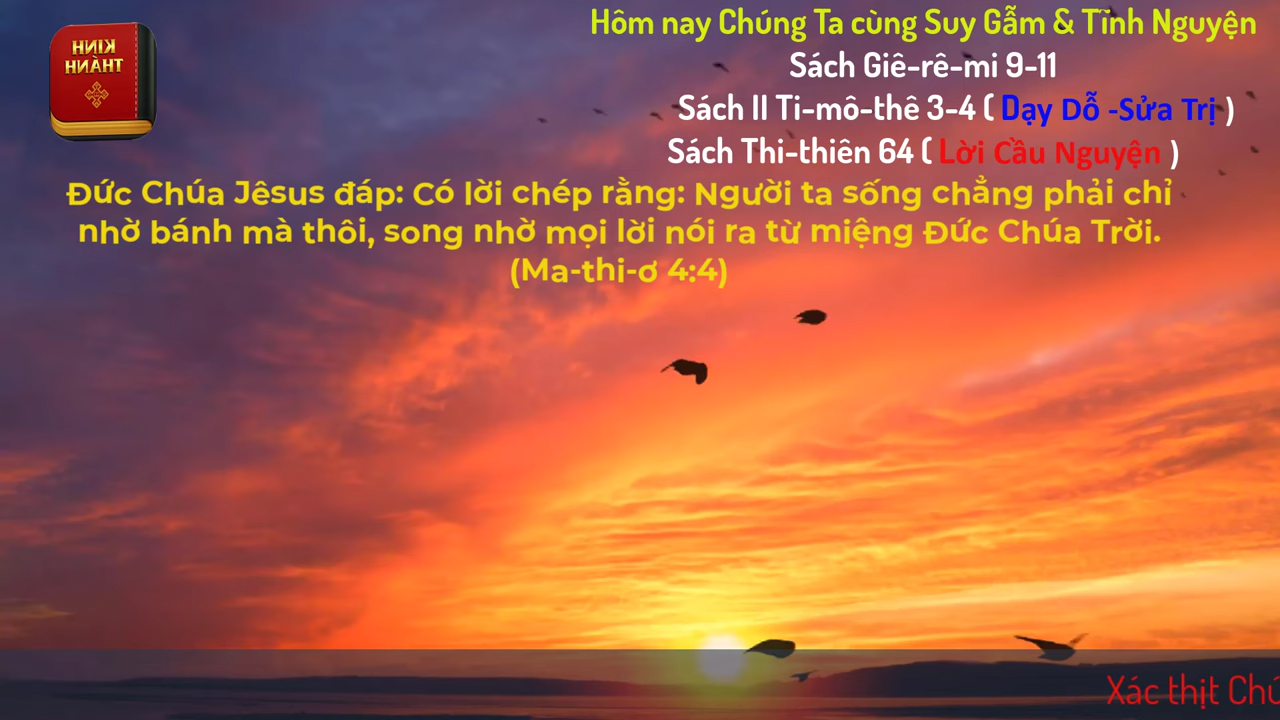 KINH
THÀNH
Hôm nay Chúng Ta cùng Suy Gẫm & Tĩnh Nguyện
Sách Giê-rê-mi 9-11
Sách II Ti-mô-thê 3-4 ( Dạy Dỗ -Sửa Trị )
Sách Thi-thiên 64 ( Lời Cầu Nguyện )
Đức Chúa Jêsus đáp: Có lời chép rằng: Người ta sống chẳng phải chỉ
nhờ bánh mà thôi, song nhờ mọi lời nói ra từ miệng Đức Chúa Trời.
(Ma-thi-ơ 4:4)
Xác thịt